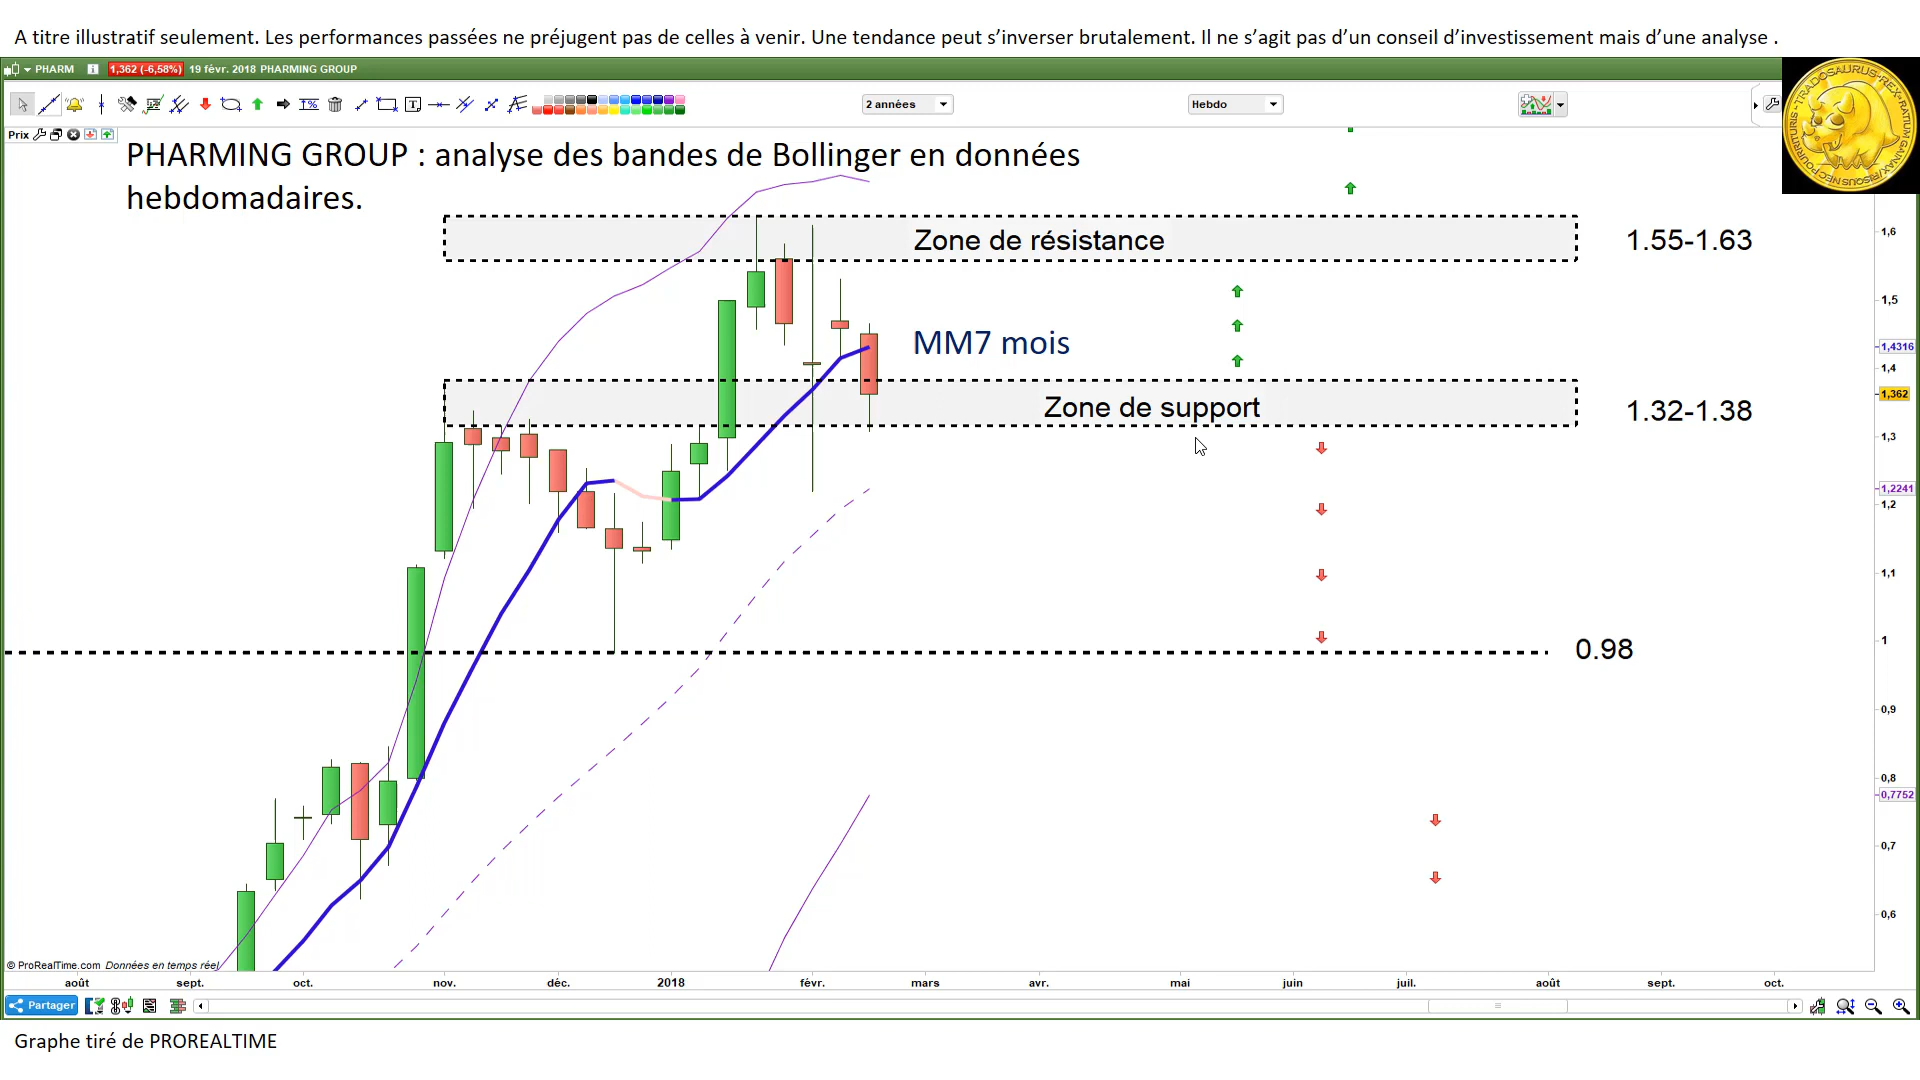 A titre illustratif seulement. Les performances passées ne préjugent pas de celles à venir. Une tendance peut s’inverser brutalement. Il ne s’agit pas d’un conseil d’investissement mais d’une analyse .
PHARM 1,362 (-6,58%) 19 févr. 2018 PHARMING GROUP
2 années
Hebdo
Prix
PHARMING GROUP : analyse des bandes de Bollinger en données
hebdomadaires.
Zone de résistance
1.55-1.63
MM7 mois
Zone de support
1.32-1.38
0.98
1,6
1,5
1,4316
1,4
1,362
1,3
1,2241
1,2
1,1
1
0,9
0,8
0,7752
0,7
0,6
© ProRealTime.com Données en temps réel
août sept. oct. nov. déc. 2018 févr. mars avr. mai juin juil. août sept. oct.
Partager
Graphe tiré de PROREALTIME